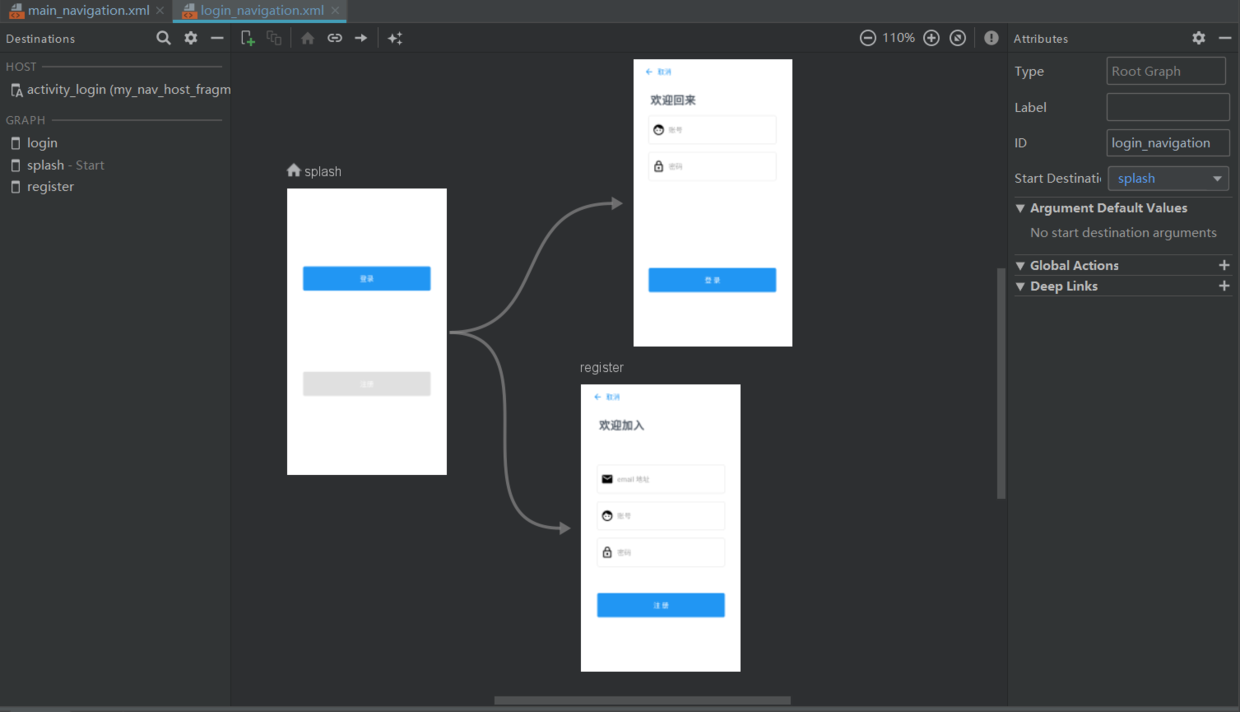 main_navigation.xml
login_navigation.xml
Destinations
110%
Attributes
HOST
activity_login (my_nav_host_fragm
GRAPH
login
splash - Start
register
splash
登录
取消
欢迎回来
账号
密码
登录
register
取消
欢迎加入
email 地址
账号
密码
注册
Type
Root Graph
Label
ID
login_navigation
Start Destinati
splash
Argument Default Values
No start destination arguments
Global Actions
Deep Links